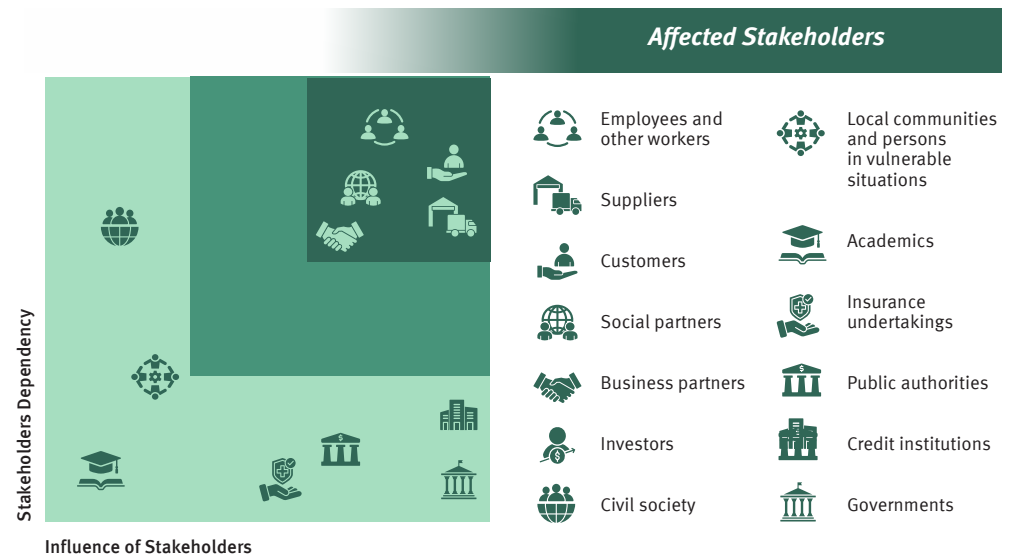 Affected Stakeholders
Stakeholders Dependency
Influence of Stakeholders
Employees and
other workers
Suppliers
Customers
Social partners
Business partners
Investors
Civil society
Local communities
and persons
in vulnerable
situations
Academics
Insurance
undertakings
Public authorities
Credit institutions
Governments